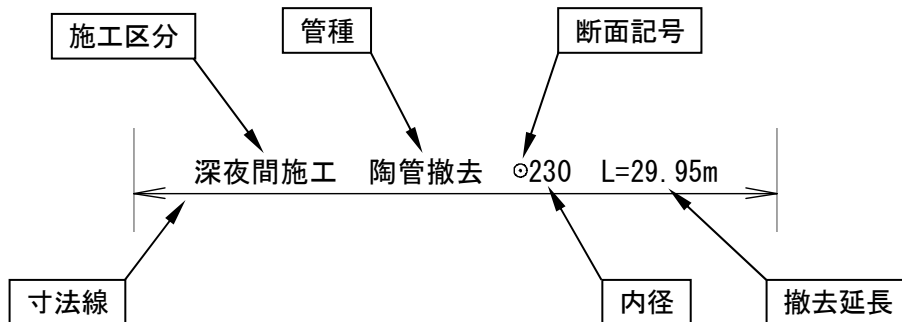 施工区分 管種 断面記号
深夜間施工 陶管撤去 ⊙230 L=29.95m
寸法線 内径 撤去延長